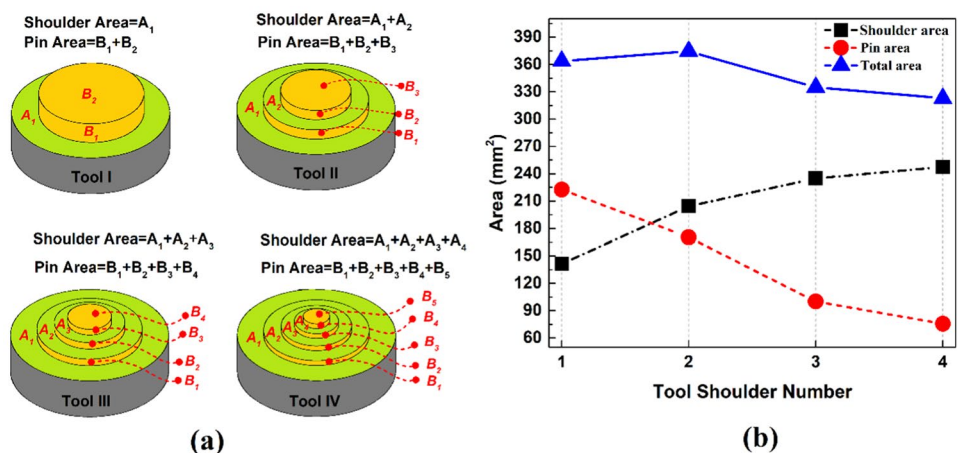 Shoulder Area=A₁
Pin Area=B₁+B₂
B₂
A₁
B₁
Tool I
Shoulder Area=A₁+A₂
Pin Area=B₁+B₂+B₃
A₁
A₂
B₃
B₂
B₁
Tool II
Shoulder Area=A₁+A₂+A₃
Pin Area=B₁+B₂+B₃+B₄
A₁
A₂
A₃
B₄
B₃
B₂
B₁
Tool III
Shoulder Area=A₁+A₂+A₃+A₄
Pin Area=B₁+B₂+B₃+B₄+B₅
A₁
A₂
B₅
B₄
B₃
B₂
B₁
Tool IV
(a)
Shoulder area
Pin area
Total area
Area (mm²)
390
360
330
300
270
240
210
180
150
120
90
60
1
2
3
4
Tool Shoulder Number
(b)